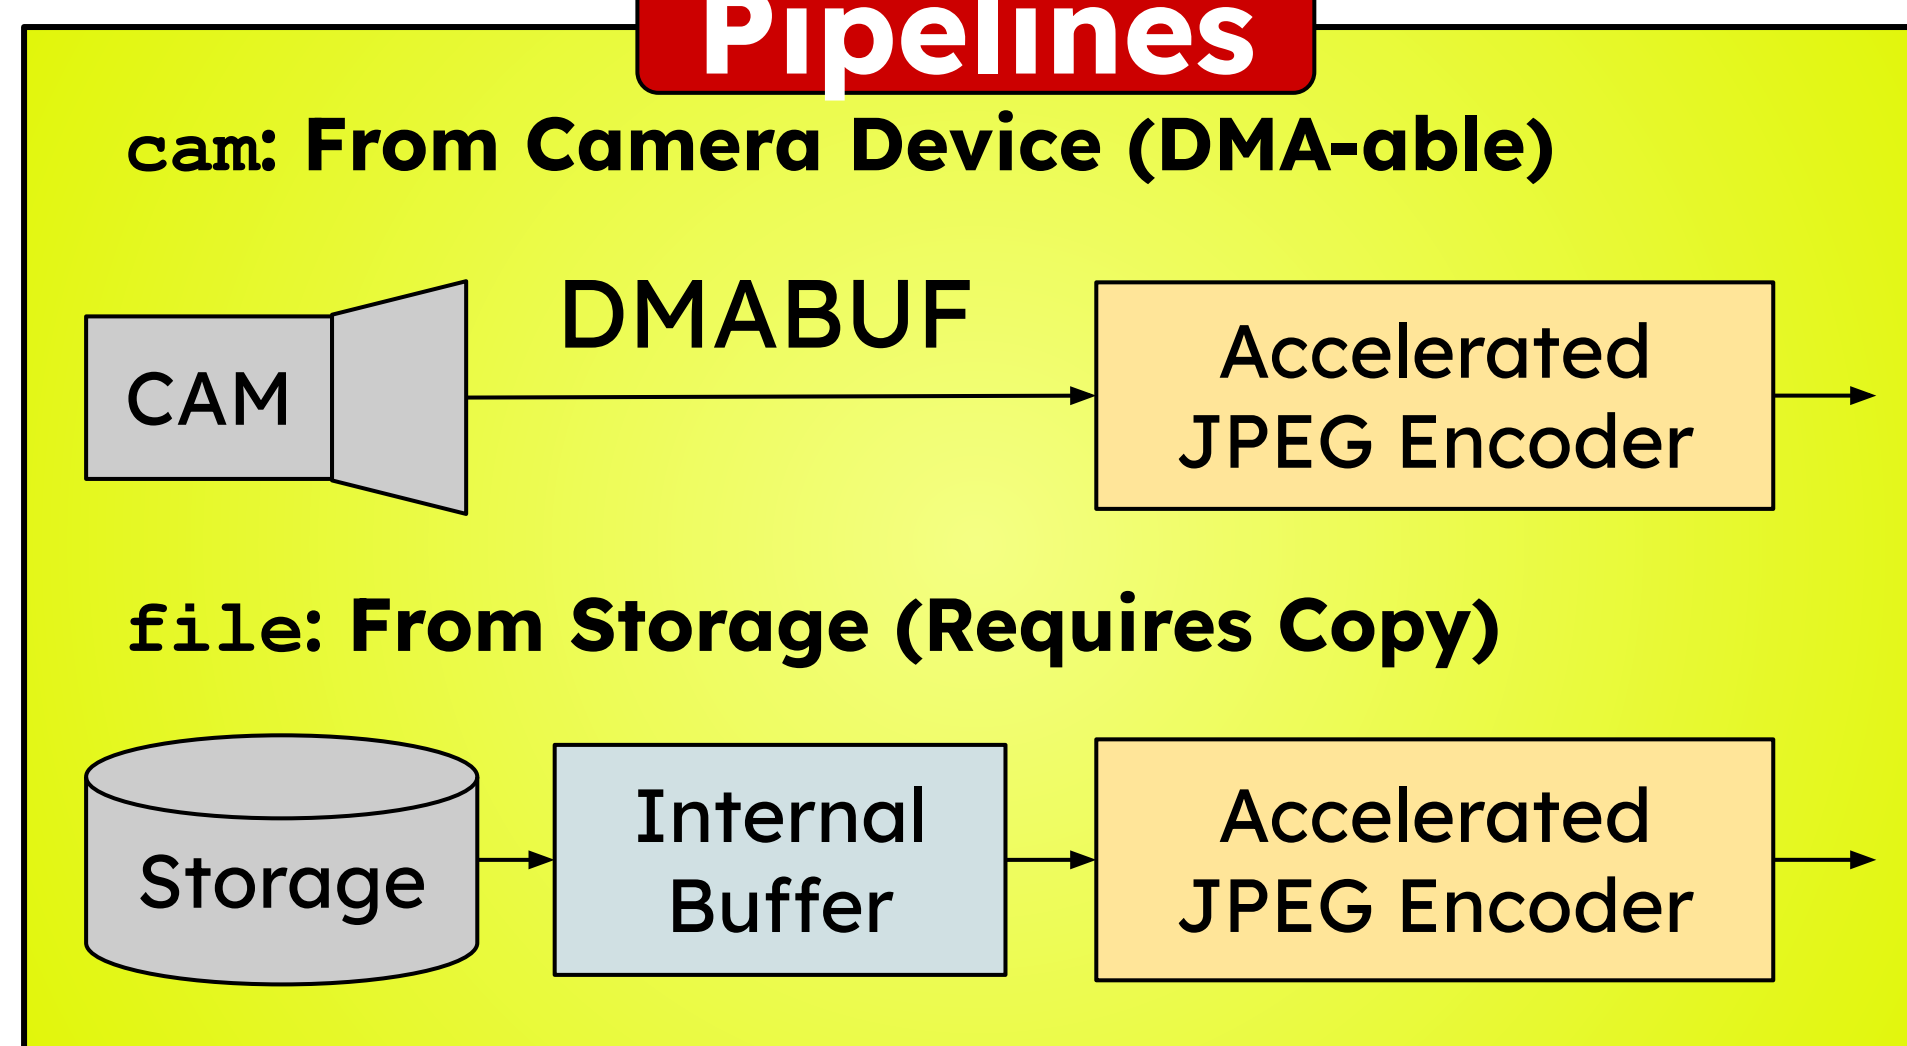 Pipelines
cam: From Camera Device (DMA-able)
DMABUF
CAM
Accelerated
JPEG Encoder
file: From Storage (Requires Copy)
Storage
Internal
Buffer
Accelerated
JPEG Encoder